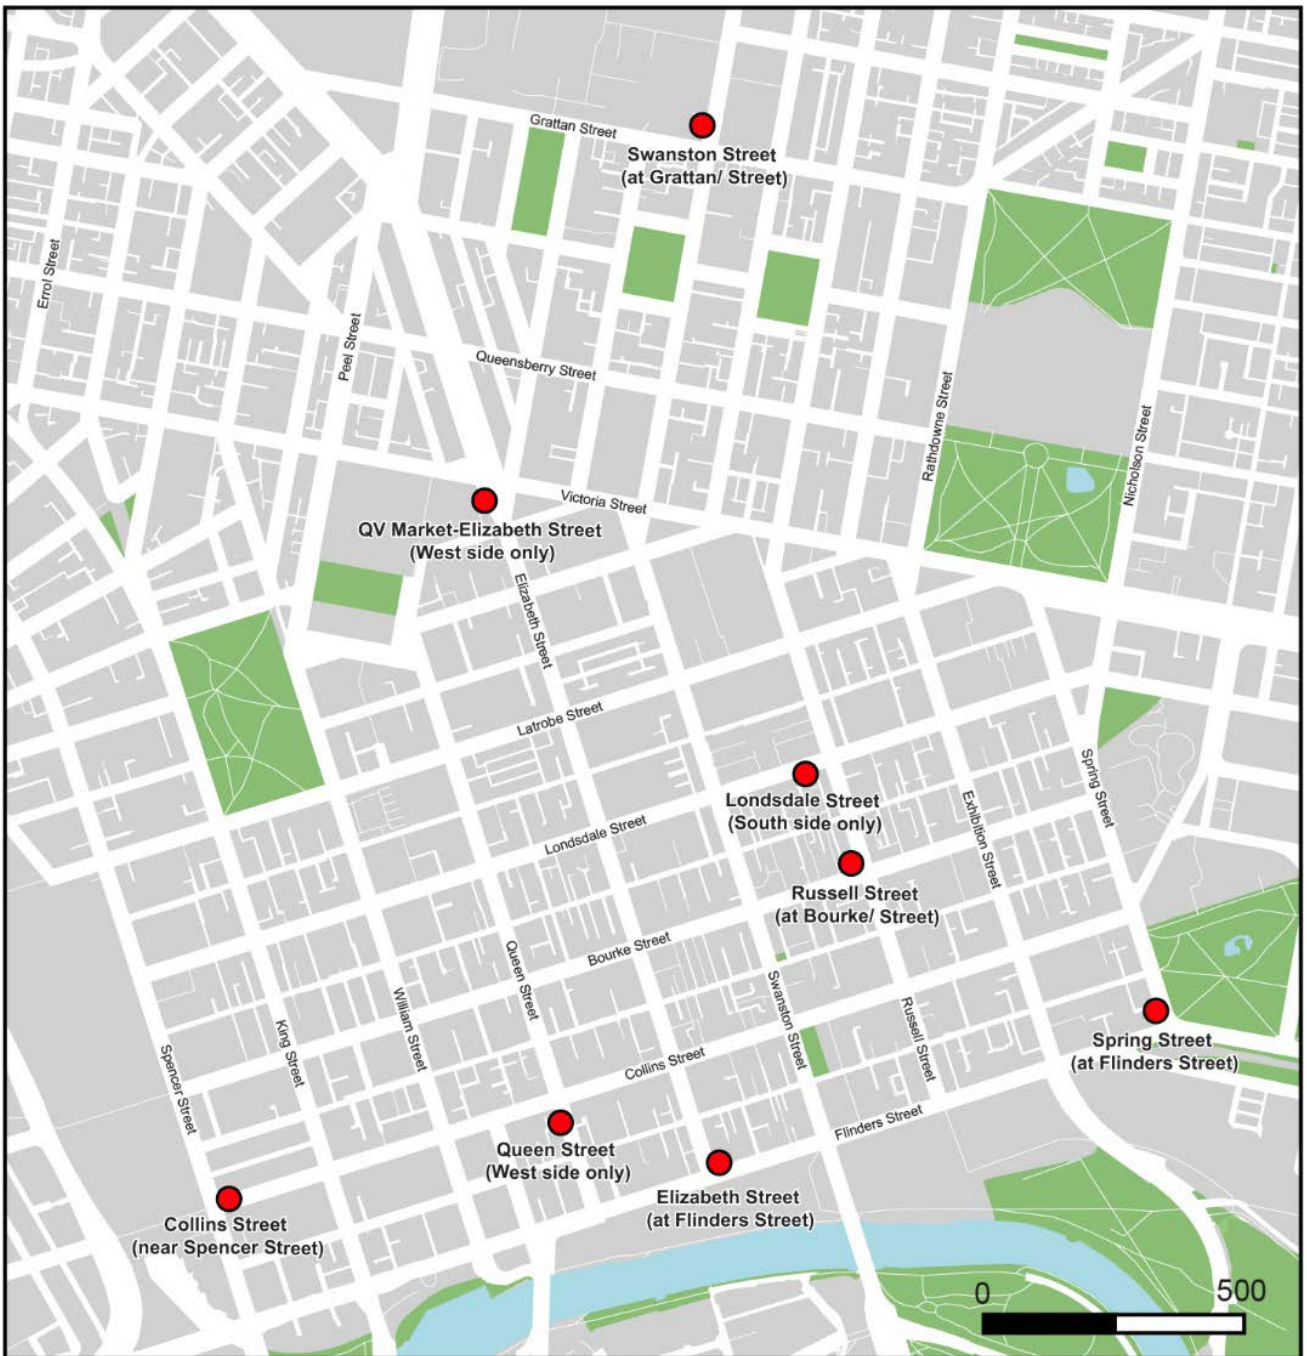 Grattan Street
Swanston Street
(at Grattan/ Street)
Errol Street
Peel Street
Queensberry Street
Rathdowne Street
Nicholson Street
Victoria Street
QV Market-Elizabeth Street
(West side only)
Elizabeth Street
Latrobe Street
Spring Street
Londsdale Street
(South side only)
Exhibition Street
Londsdale Street
Russell Street
(at Bourke/ Street)
Bourke Street
Queen Street
Swanston Street
William Street
Russell Street
King Street
Spencer Street
Collins Street
Spring Street
(at Flinders Street)
Flinders Street
Queen Street
(West side only)
Elizabeth Street
(at Flinders Street)
Collins Street
(near Spencer Street)
0
500